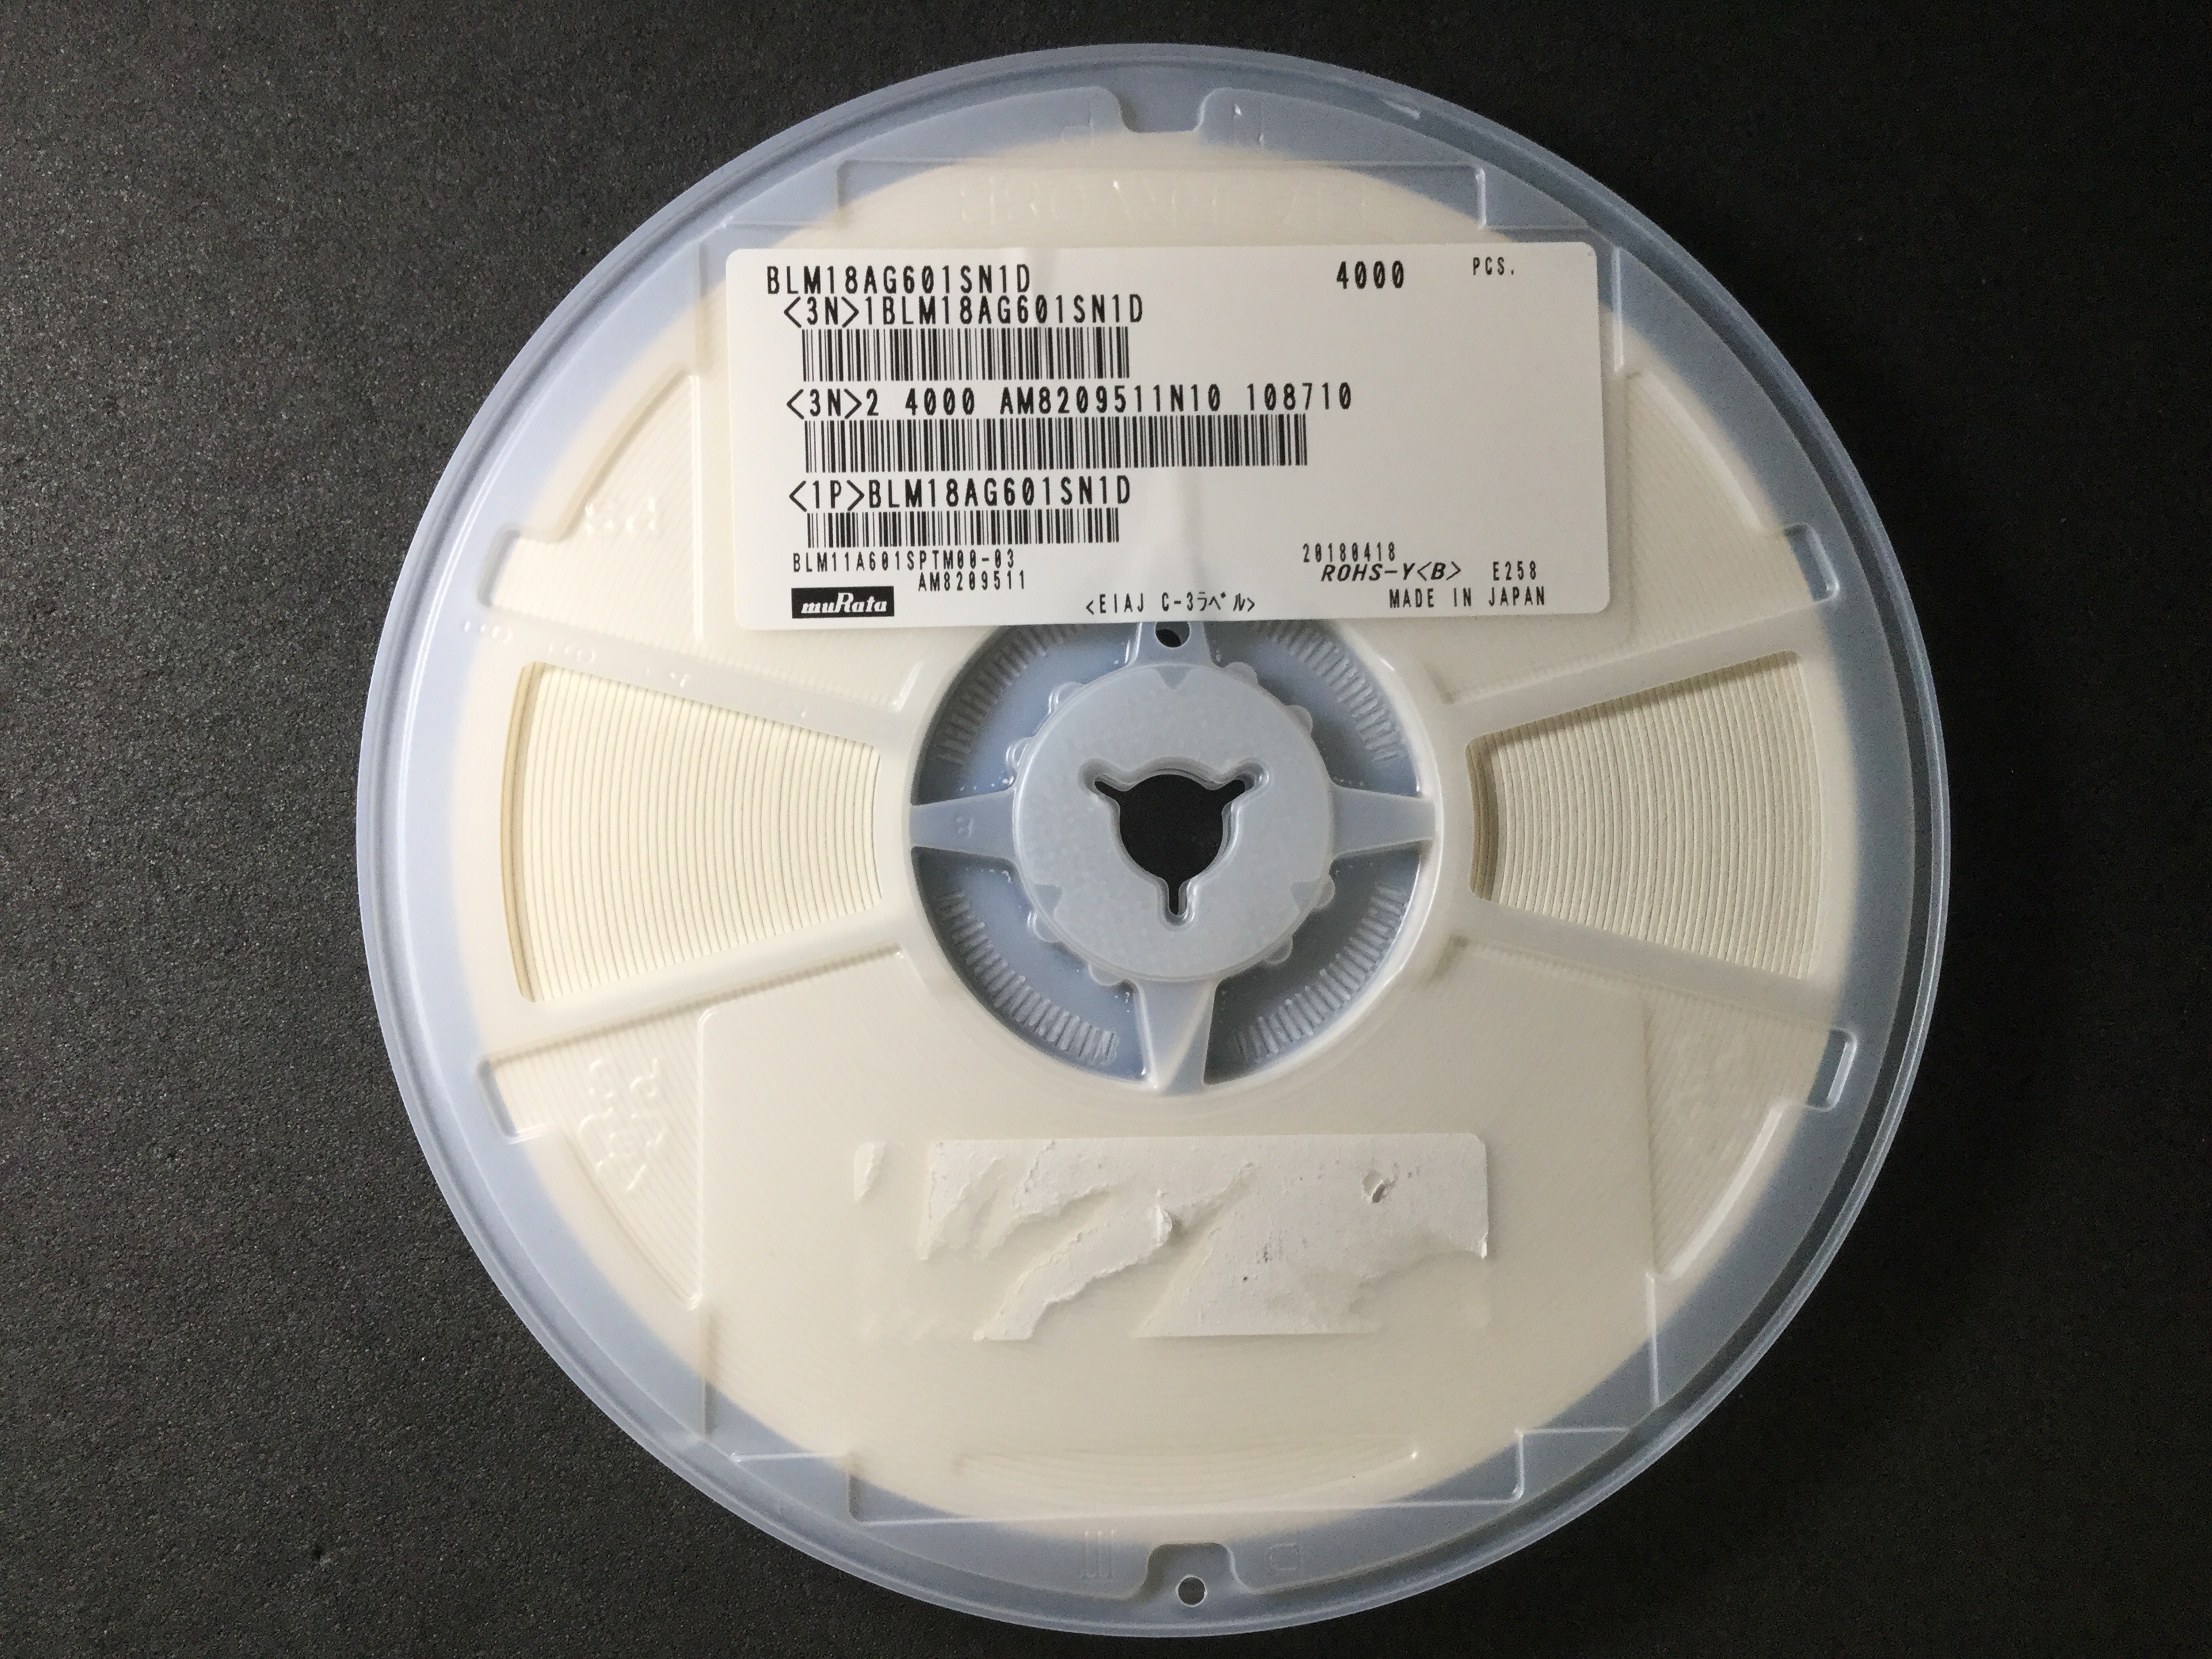 BLM18AG601SN1D 4000 PCS.
<3N>1BLM18AG601SN1D
<3N>2 4000 AM8209511N10 108710
<1P>BLM18AG601SN1D
BLM11A601SPTM00-03 20180418
AM8209511 ROHS-Y<B> E258
muRata <EIAJ C-3ラベル> MADE IN JAPAN